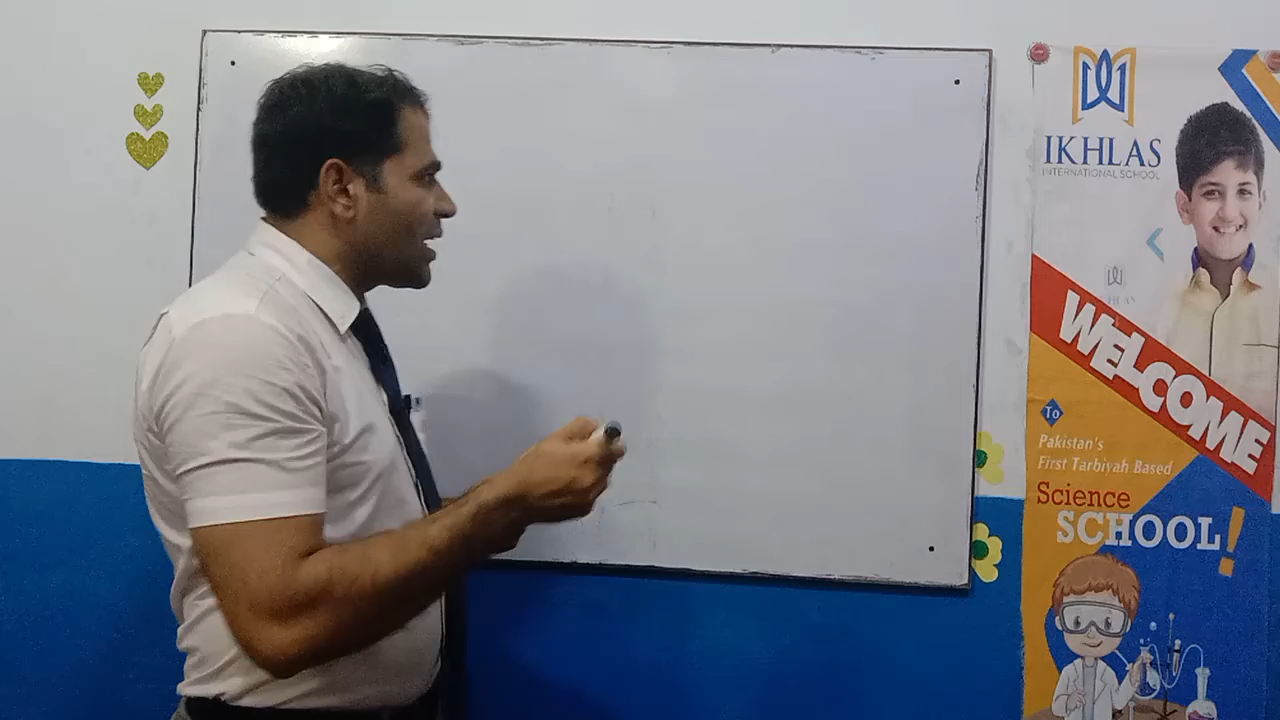 IKHLAS
INTERNATIONAL SCHOOL
WELCOME
To
Pakistan's
First Tarbiyah Based
Science
SCHOOL!